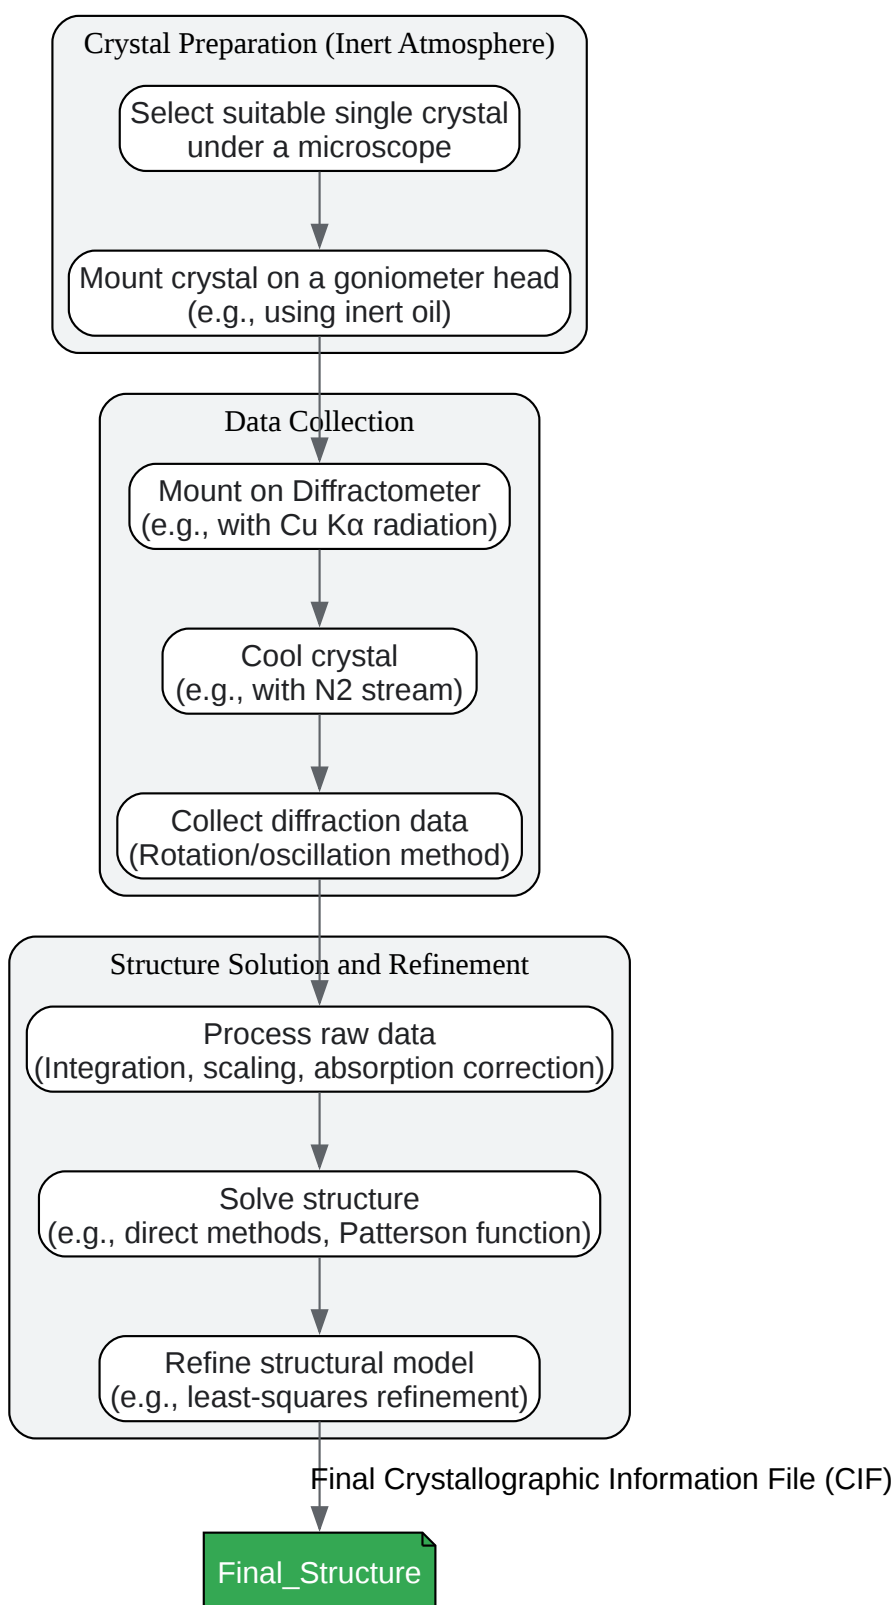 Crystal Preparation (Inert Atmosphere)
Select suitable single crystal
under a microscope
Mount crystal on a goniometer head
(e.g., using inert oil)
Data Collection
Mount on Diffractometer
(e.g., with Cu Kα radiation)
Cool crystal
(e.g., with N2 stream)
Collect diffraction data
(Rotation/oscillation method)
Structure Solution and Refinement
Process raw data
(Integration, scaling, absorption correction)
Solve structure
(e.g., direct methods, Patterson function)
Refine structural model
(e.g., least-squares refinement)
Final Crystallographic Information File (CIF)
Final_Structure